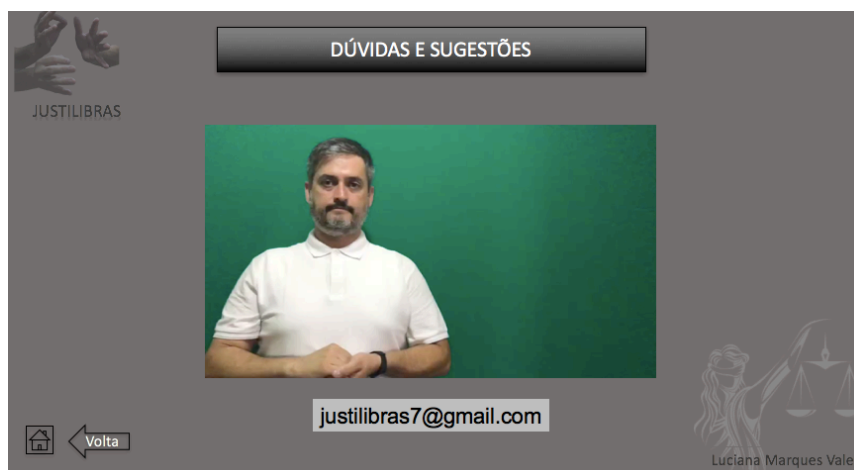 DÚVIDAS E SUGESTÕES
JUSTILIBRAS
justilibras7@gmail.com
Volta
Luciana Marques Vale